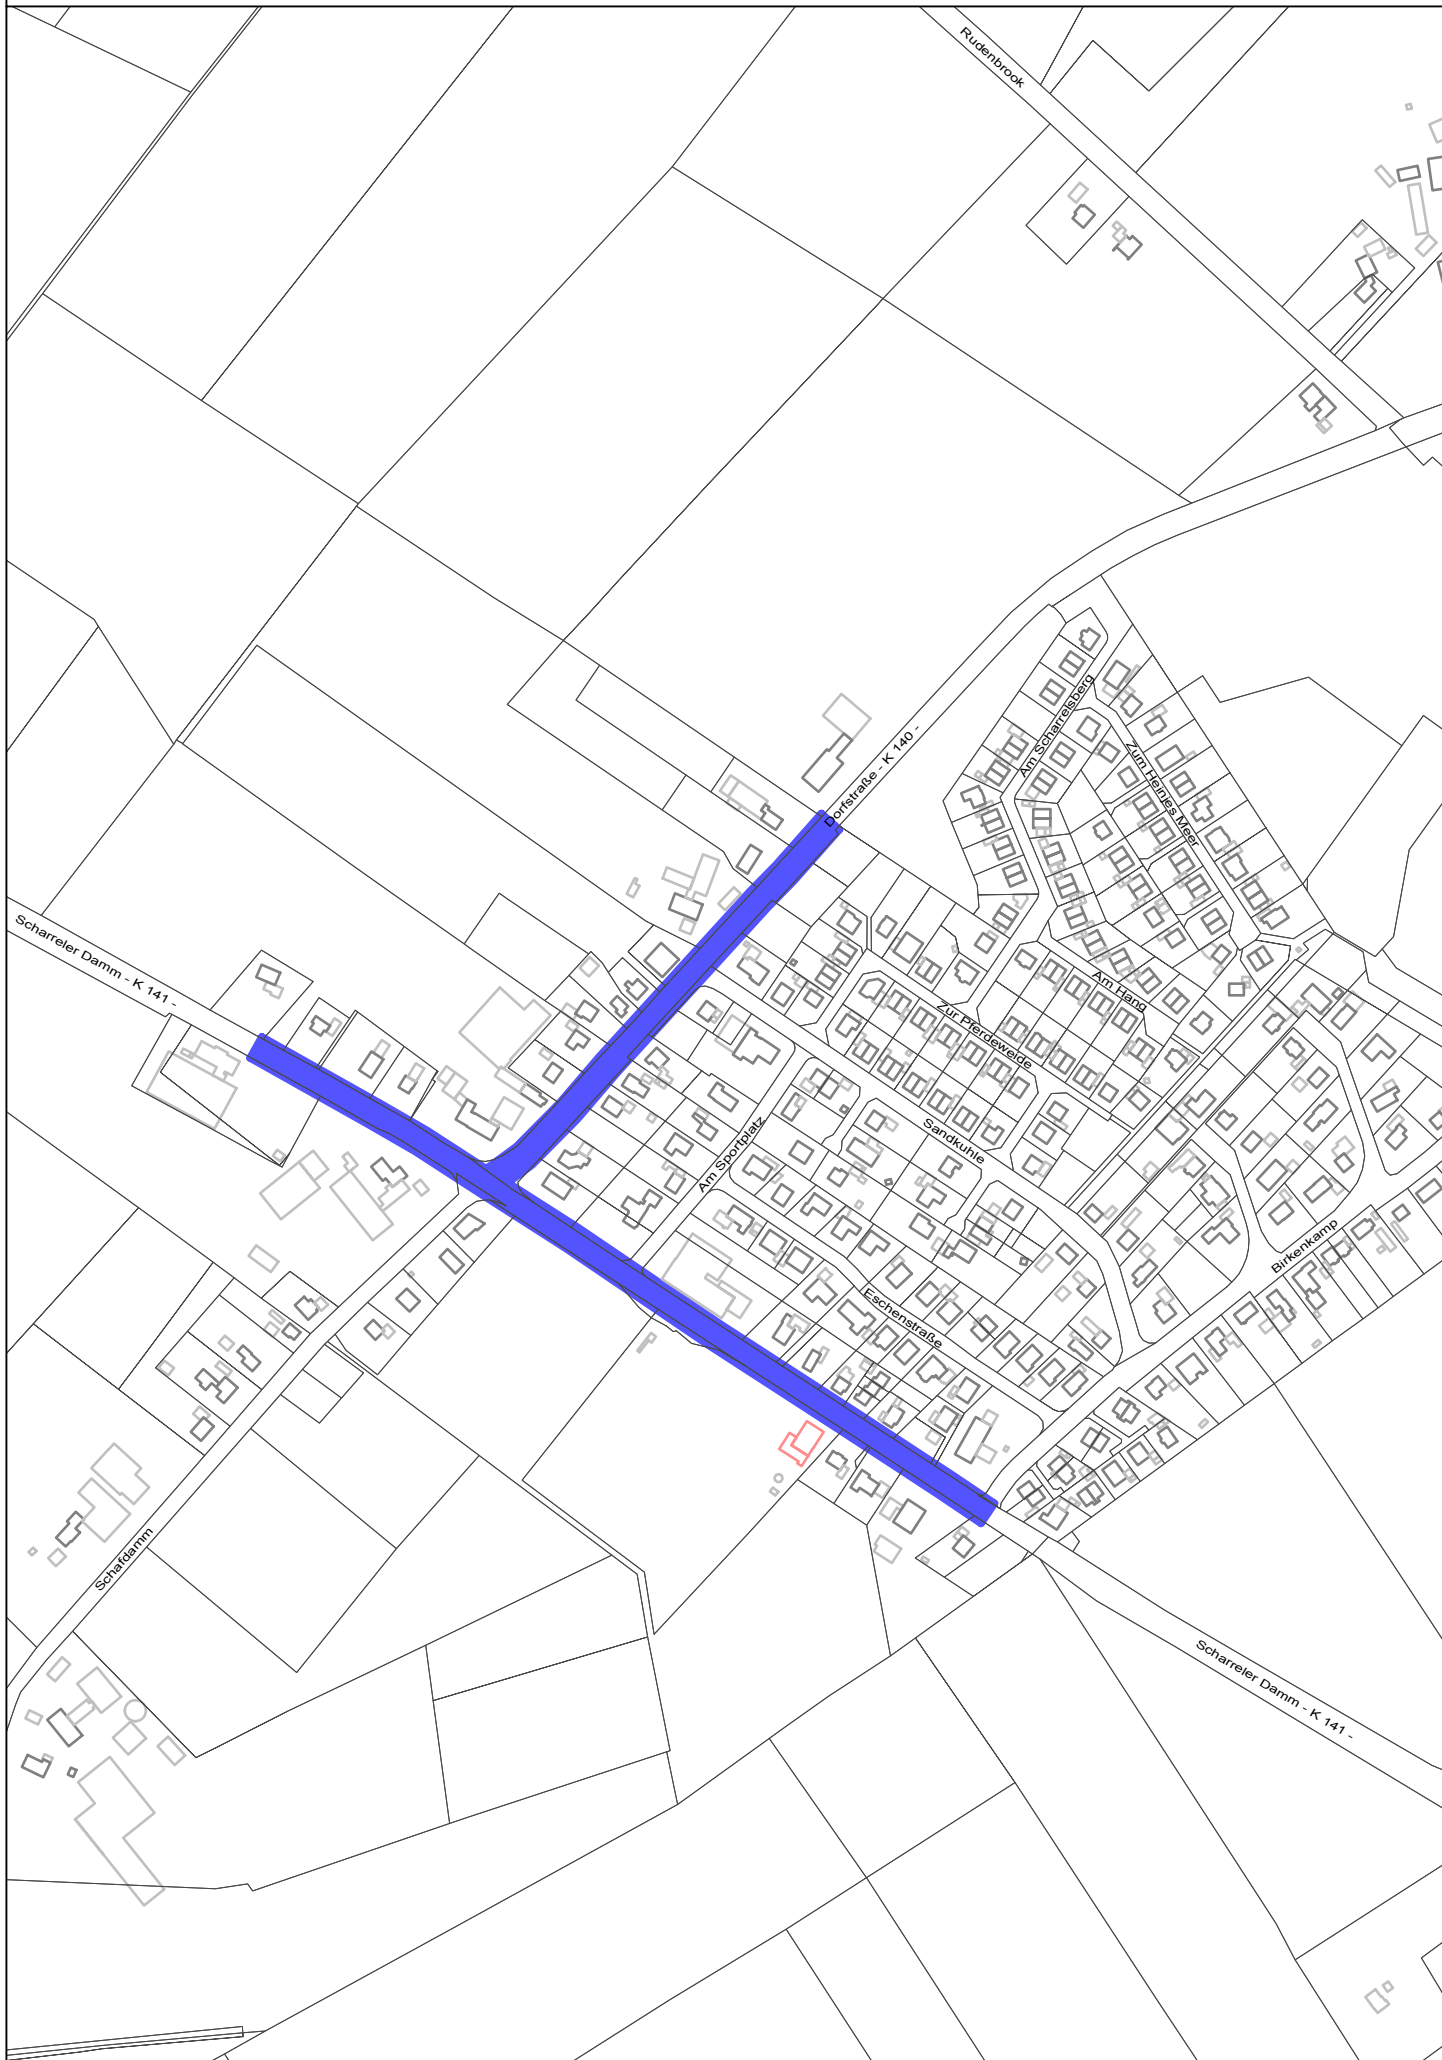 Rudenbrook
Am Scharrelsberg
Dorfstraße - K 140 -
Zum Heinies Meer
Scharreler Damm - K 141 -
Am Hang
Zur Pferdeweide
Sandkuhle
Am Sportplatz
Birkenkamp
Eschenstraße
Schafdamm
Scharreler Damm - K 141 -